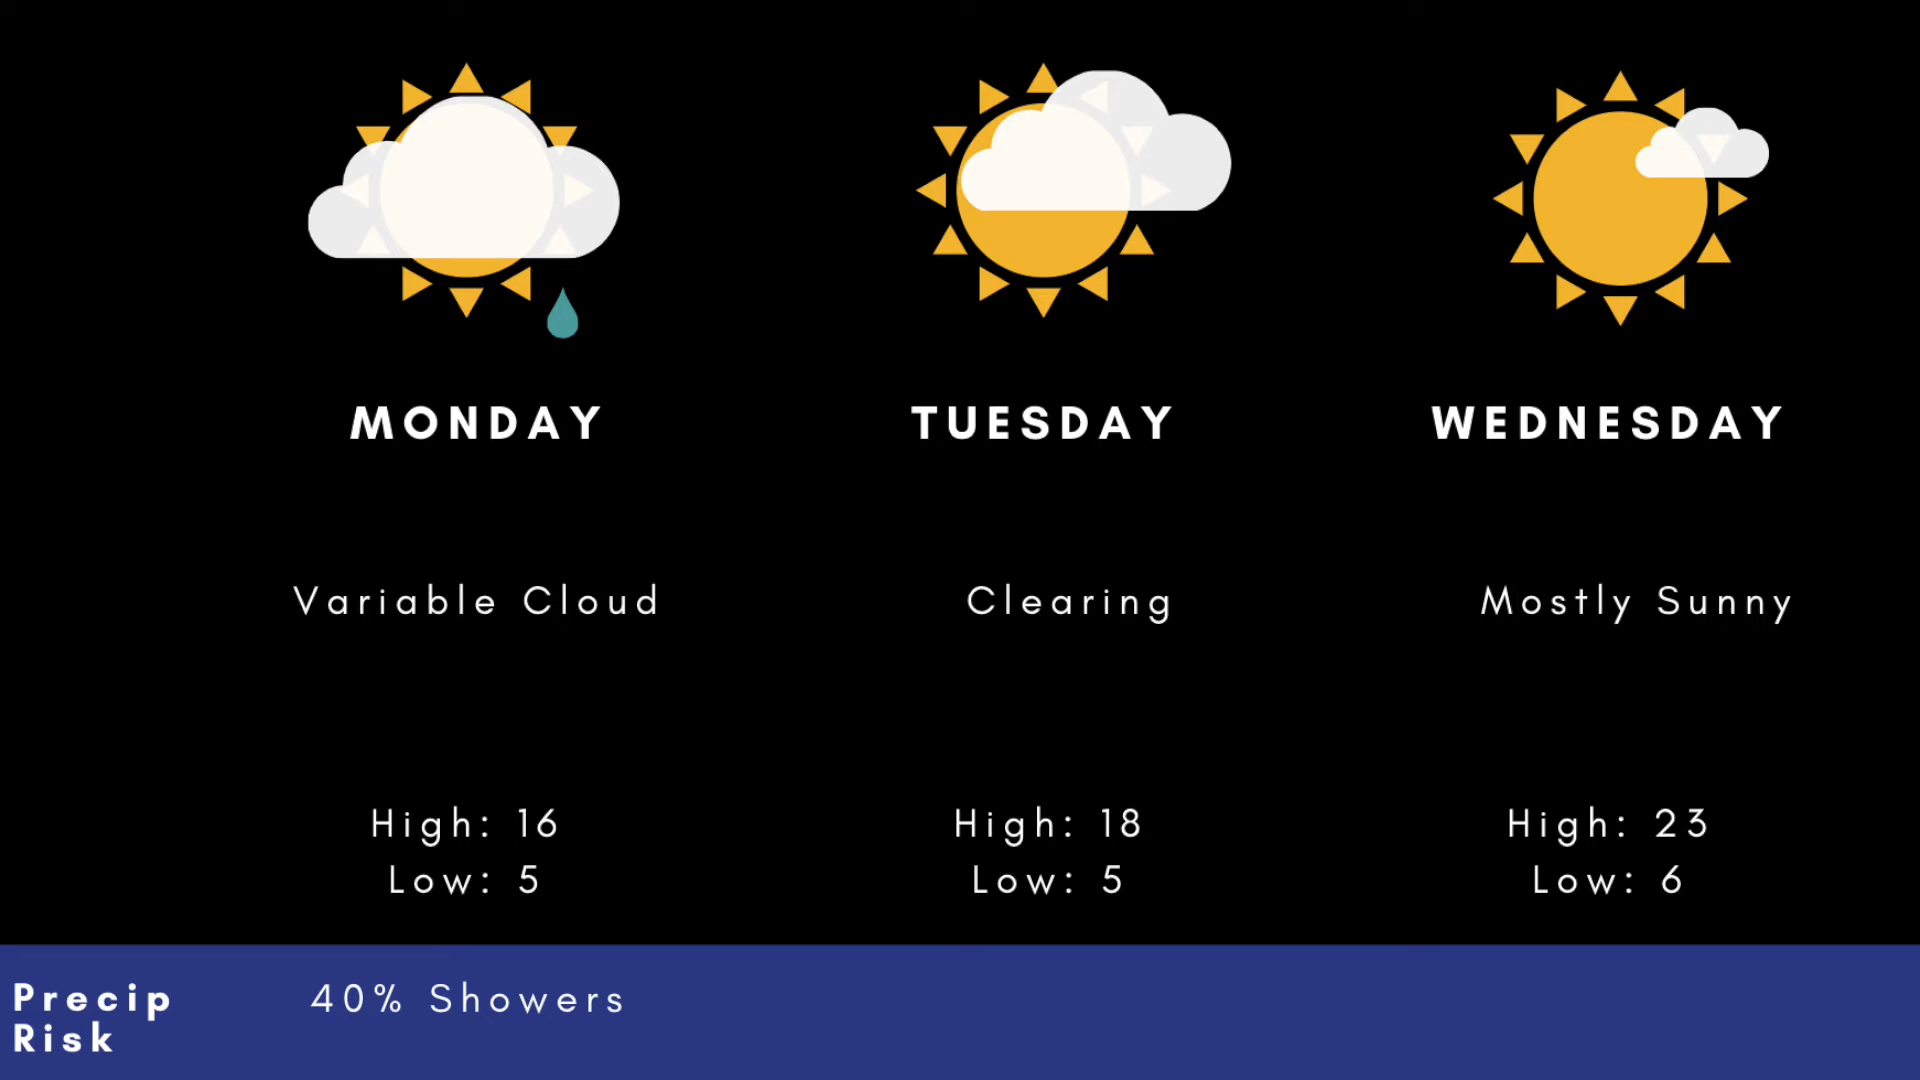 MONDAY
TUESDAY
WEDNESDAY
Variable Cloud
Clearing
Mostly Sunny
High: 16
Low: 5
High: 18
Low: 5
High: 23
Low: 6
Precip
Risk
40% Showers